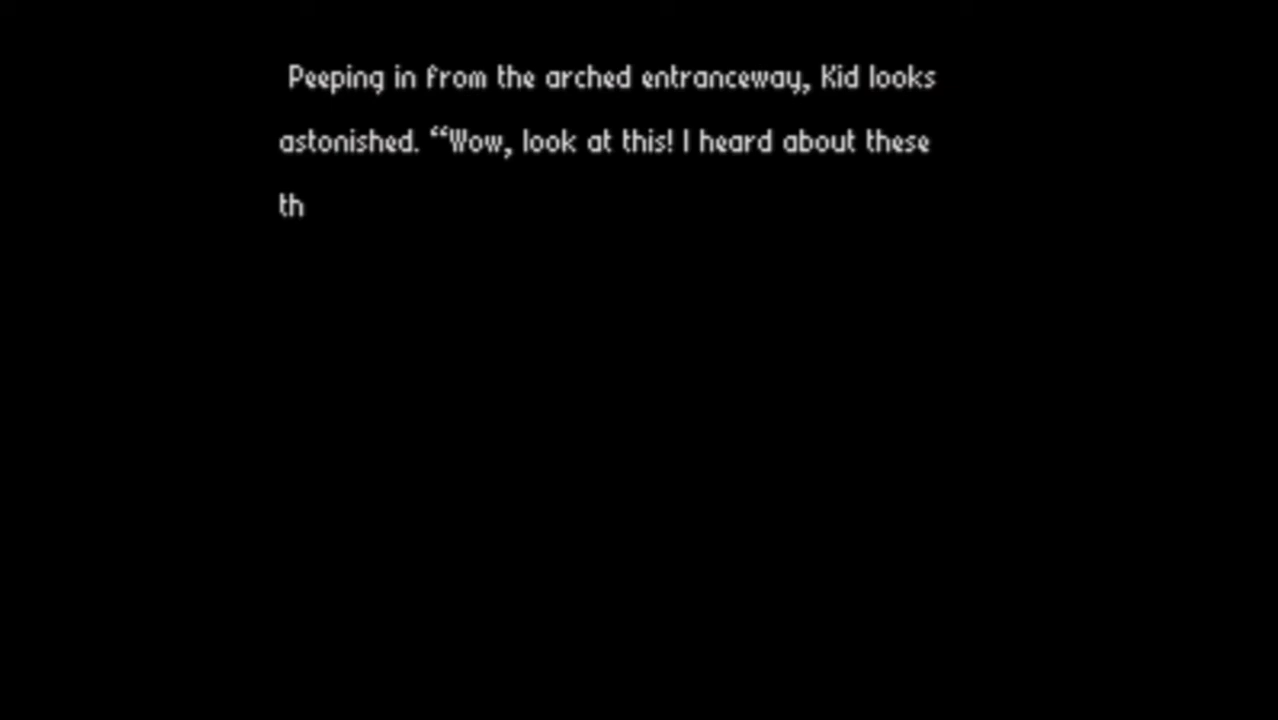 Peeping in from the arched entranceway, Kid looks
astonished. “Wow, look at this! I heard about these
th